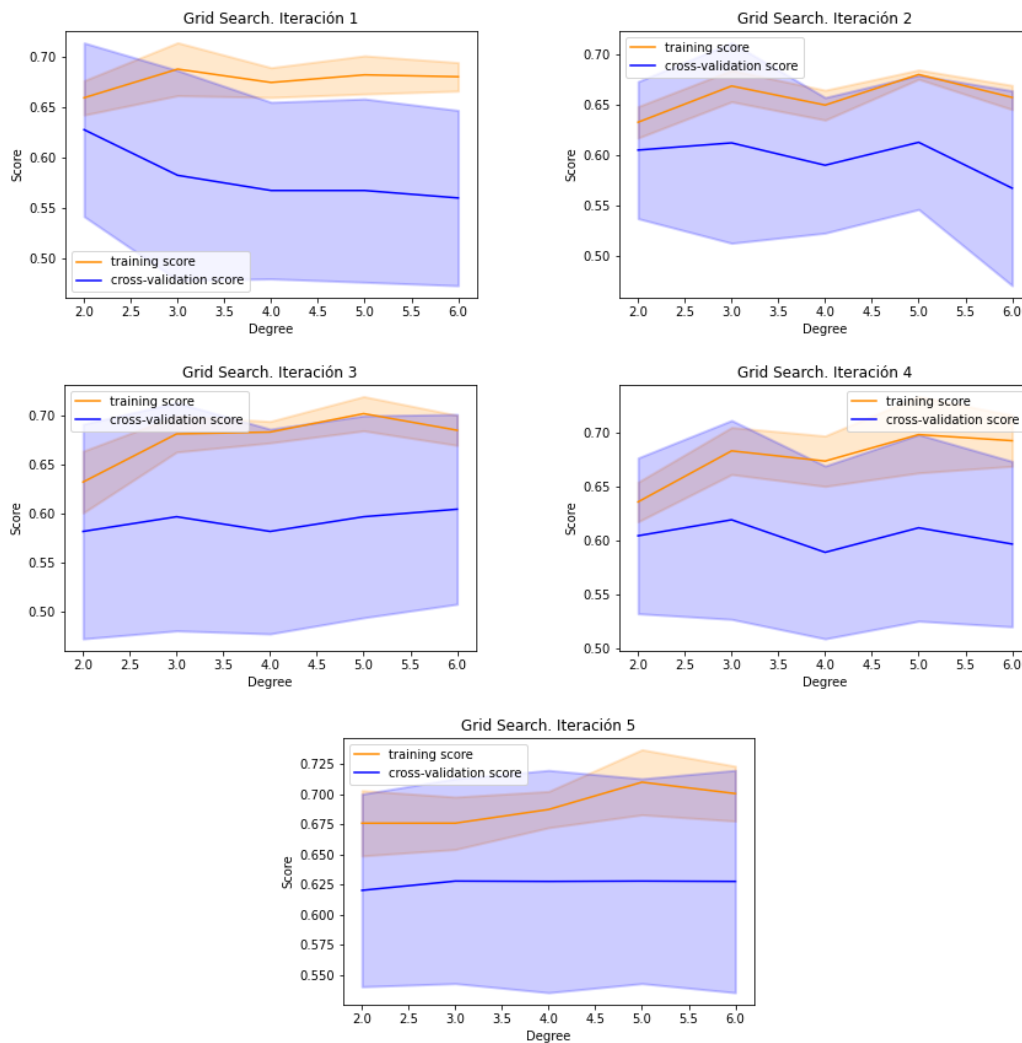 Grid Search. Iteración 1
0.70
0.65
0.60
0.55
0.50
Score
training score
cross-validation score
2.0 2.5 3.0 3.5 4.0 4.5 5.0 5.5 6.0
Degree
Grid Search. Iteración 2
training score
cross-validation score
0.70
0.65
0.60
0.55
0.50
Score
2.0 2.5 3.0 3.5 4.0 4.5 5.0 5.5 6.0
Degree
Grid Search. Iteración 3
training score
cross-validation score
0.70
0.65
0.60
0.55
0.50
Score
2.0 2.5 3.0 3.5 4.0 4.5 5.0 5.5 6.0
Degree
Grid Search. Iteración 4
training score
cross-validation score
0.70
0.65
0.60
0.55
0.50
Score
2.0 2.5 3.0 3.5 4.0 4.5 5.0 5.5 6.0
Degree
Grid Search. Iteración 5
training score
cross-validation score
0.725
0.700
0.675
0.650
0.625
0.600
0.575
0.550
Score
2.0 2.5 3.0 3.5 4.0 4.5 5.0 5.5 6.0
Degree